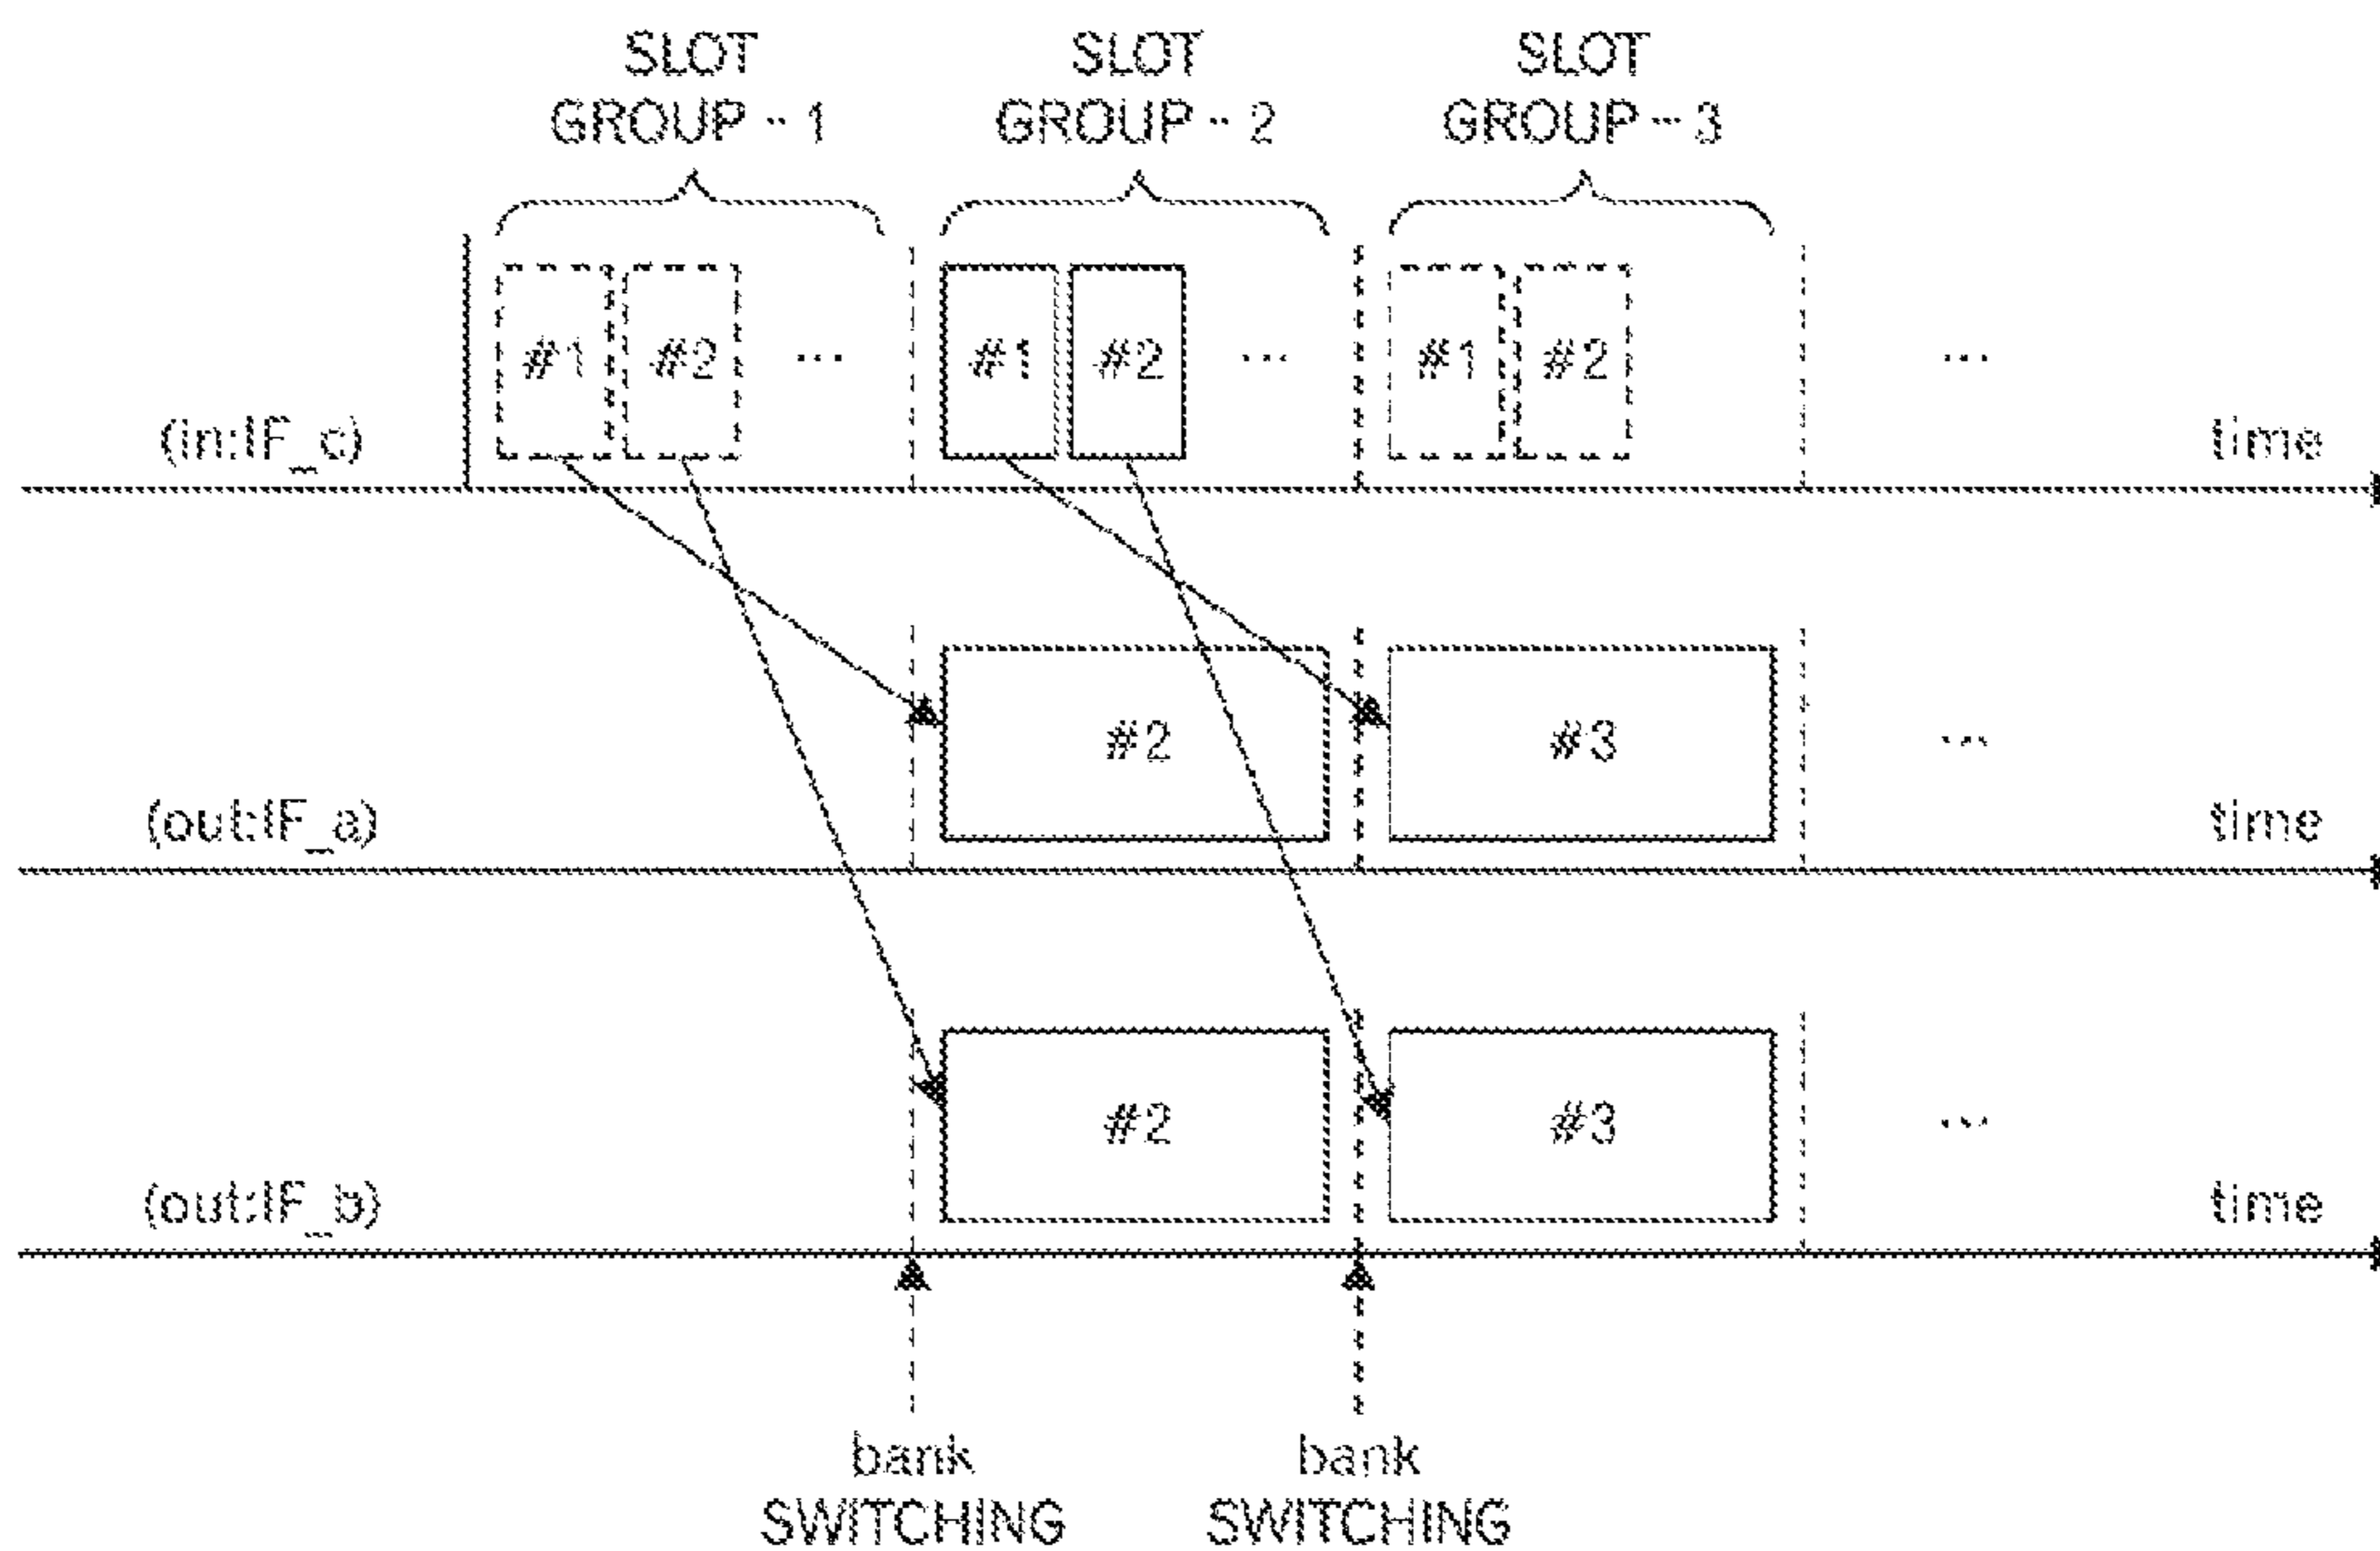 SLOT
GROUP - 1
SLOT
GROUP - 2
SLOT
GROUP - 3
#1 #2 ... #1 #2 ... #1 #2 ...
(in:IF_c) time
#2 #3 ...
(out:IF_a) time
#2 #3 ...
(out:IF_b) time
bank
SWITCHING
bank
SWITCHING